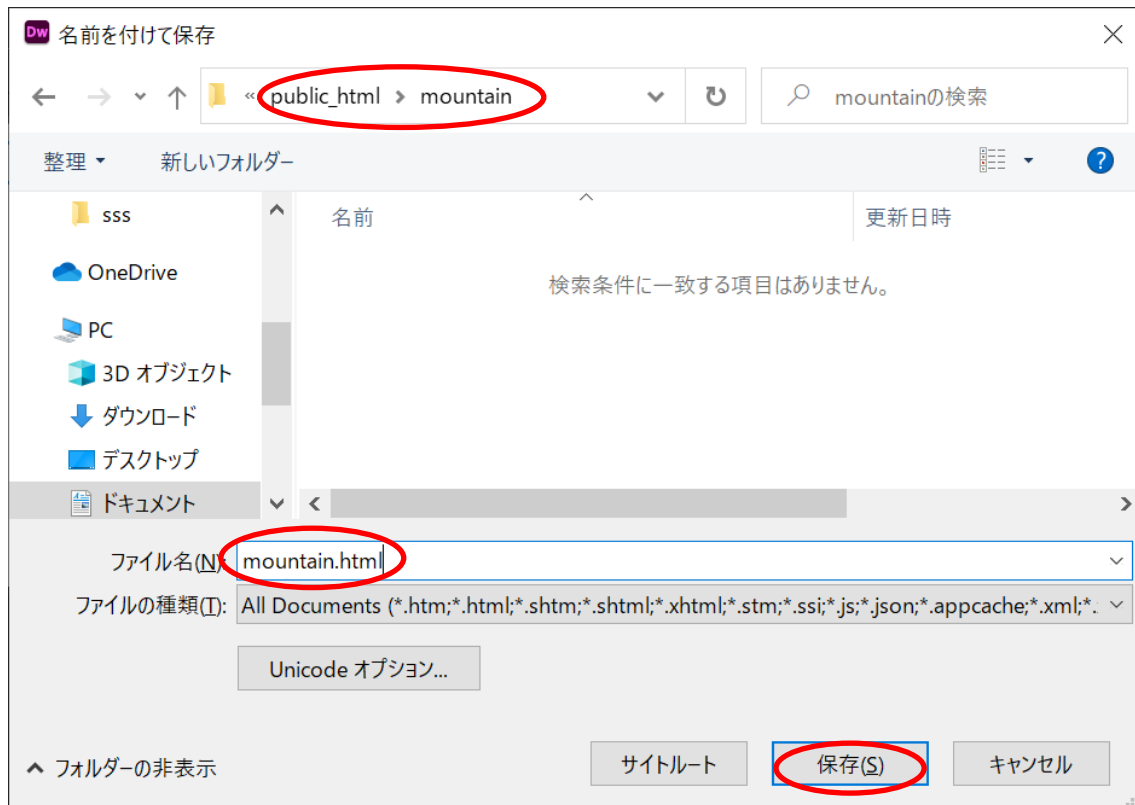 Dw 名前を付けて保存
« public_html > mountain
mountainの検索
整理
新しいフォルダー
?
sss
名前
更新日時
OneDrive
検索条件に一致する項目はありません。
PC
3D オブジェクト
ダウンロード
デスクトップ
ドキュメント
ファイル名(N): mountain.html
ファイルの種類(T): All Documents (*.htm;*.html;*.shtm;*.shtml;*.xhtml;*.stm;*.ssi;*.js;*.json;*.appcache;*.xml;*.
Unicode オプション...
フォルダーの非表示
サイトルート
保存(S)
キャンセル